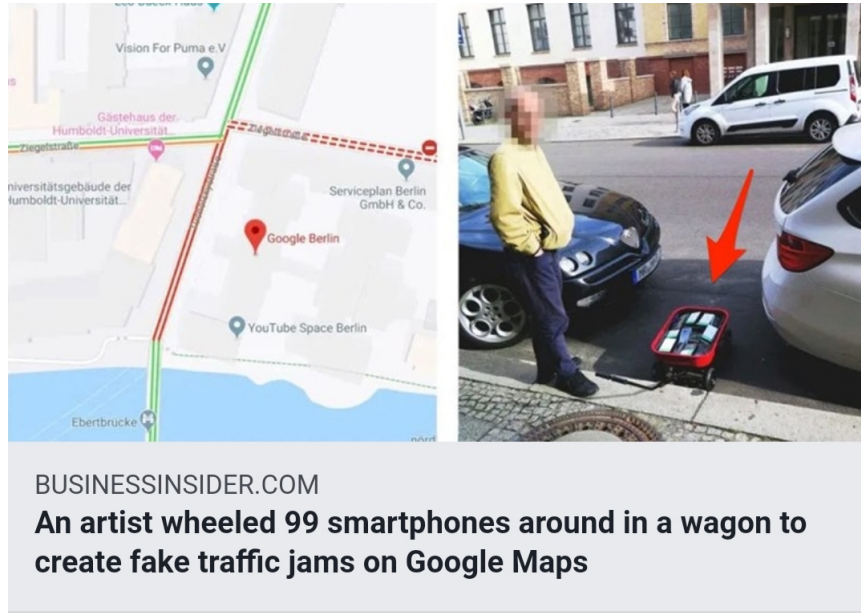 Vision For Puma e.V
Gästehaus der
Humboldt-Universität...
Ziegelstraße
niversitätsgebäude der
Humboldt-Universität...
Serviceplan Berlin
GmbH & Co.
Google Berlin
YouTube Space Berlin
Ebertbrücke
BUSINESSINSIDER.COM
An artist wheeled 99 smartphones around in a wagon to
create fake traffic jams on Google Maps